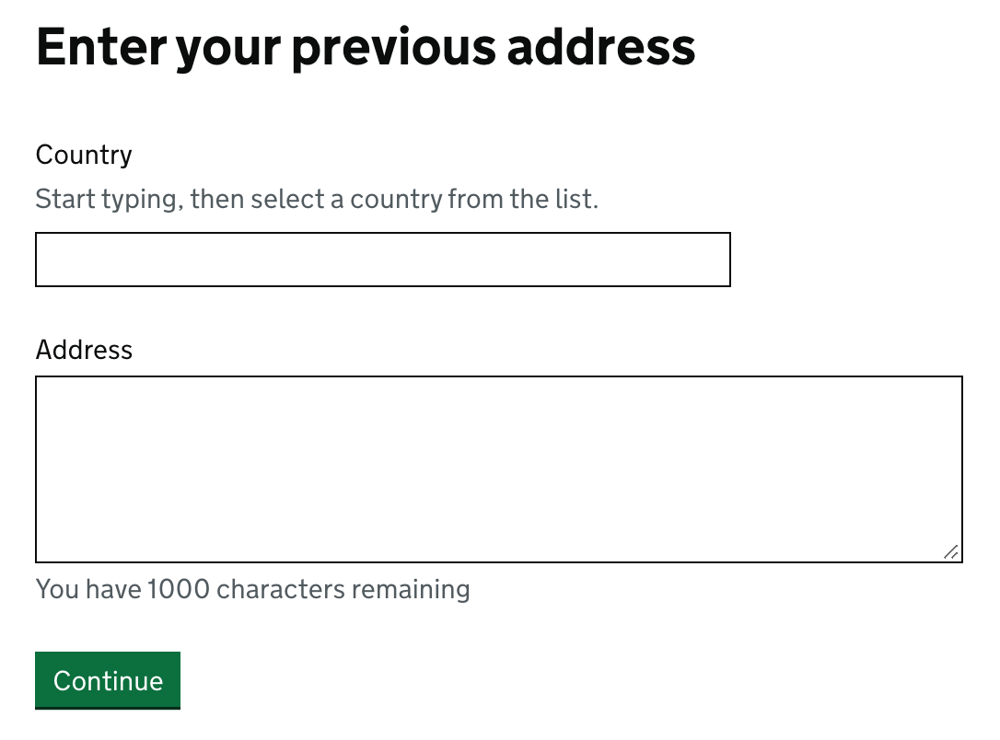 Enter your previous address
Country
Start typing, then select a country from the list.
Address
You have 1000 characters remaining
Continue